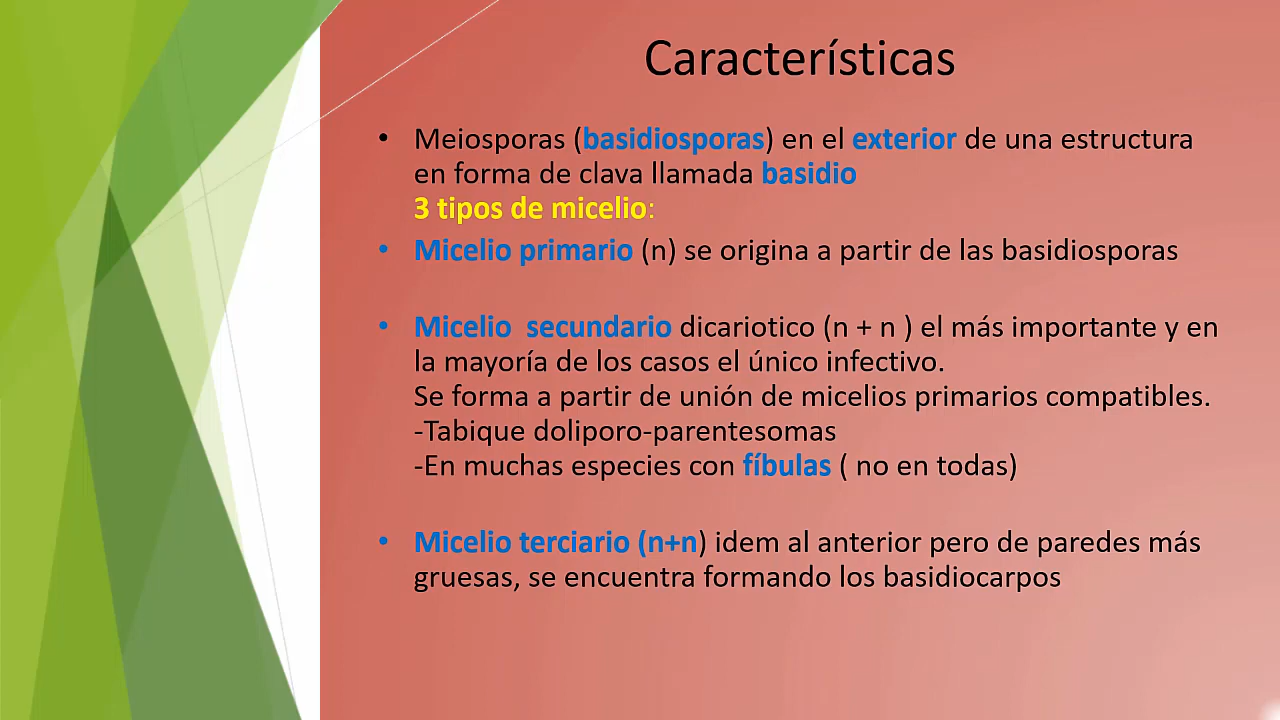 Características
• Meiosporas (basidiosporas) en el exterior de una estructura
en forma de clava llamada basidio
3 tipos de micelio:
• Micelio primario (n) se origina a partir de las basidiosporas
• Micelio  secundario dicariotico (n + n ) el más importante y en
la mayoría de los casos el único infectivo.
Se forma a partir de unión de micelios primarios compatibles.
-Tabique doliporo-parentesomas
-En muchas especies con fíbulas ( no en todas)
• Micelio terciario (n+n) idem al anterior pero de paredes más
gruesas, se encuentra formando los basidiocarpos